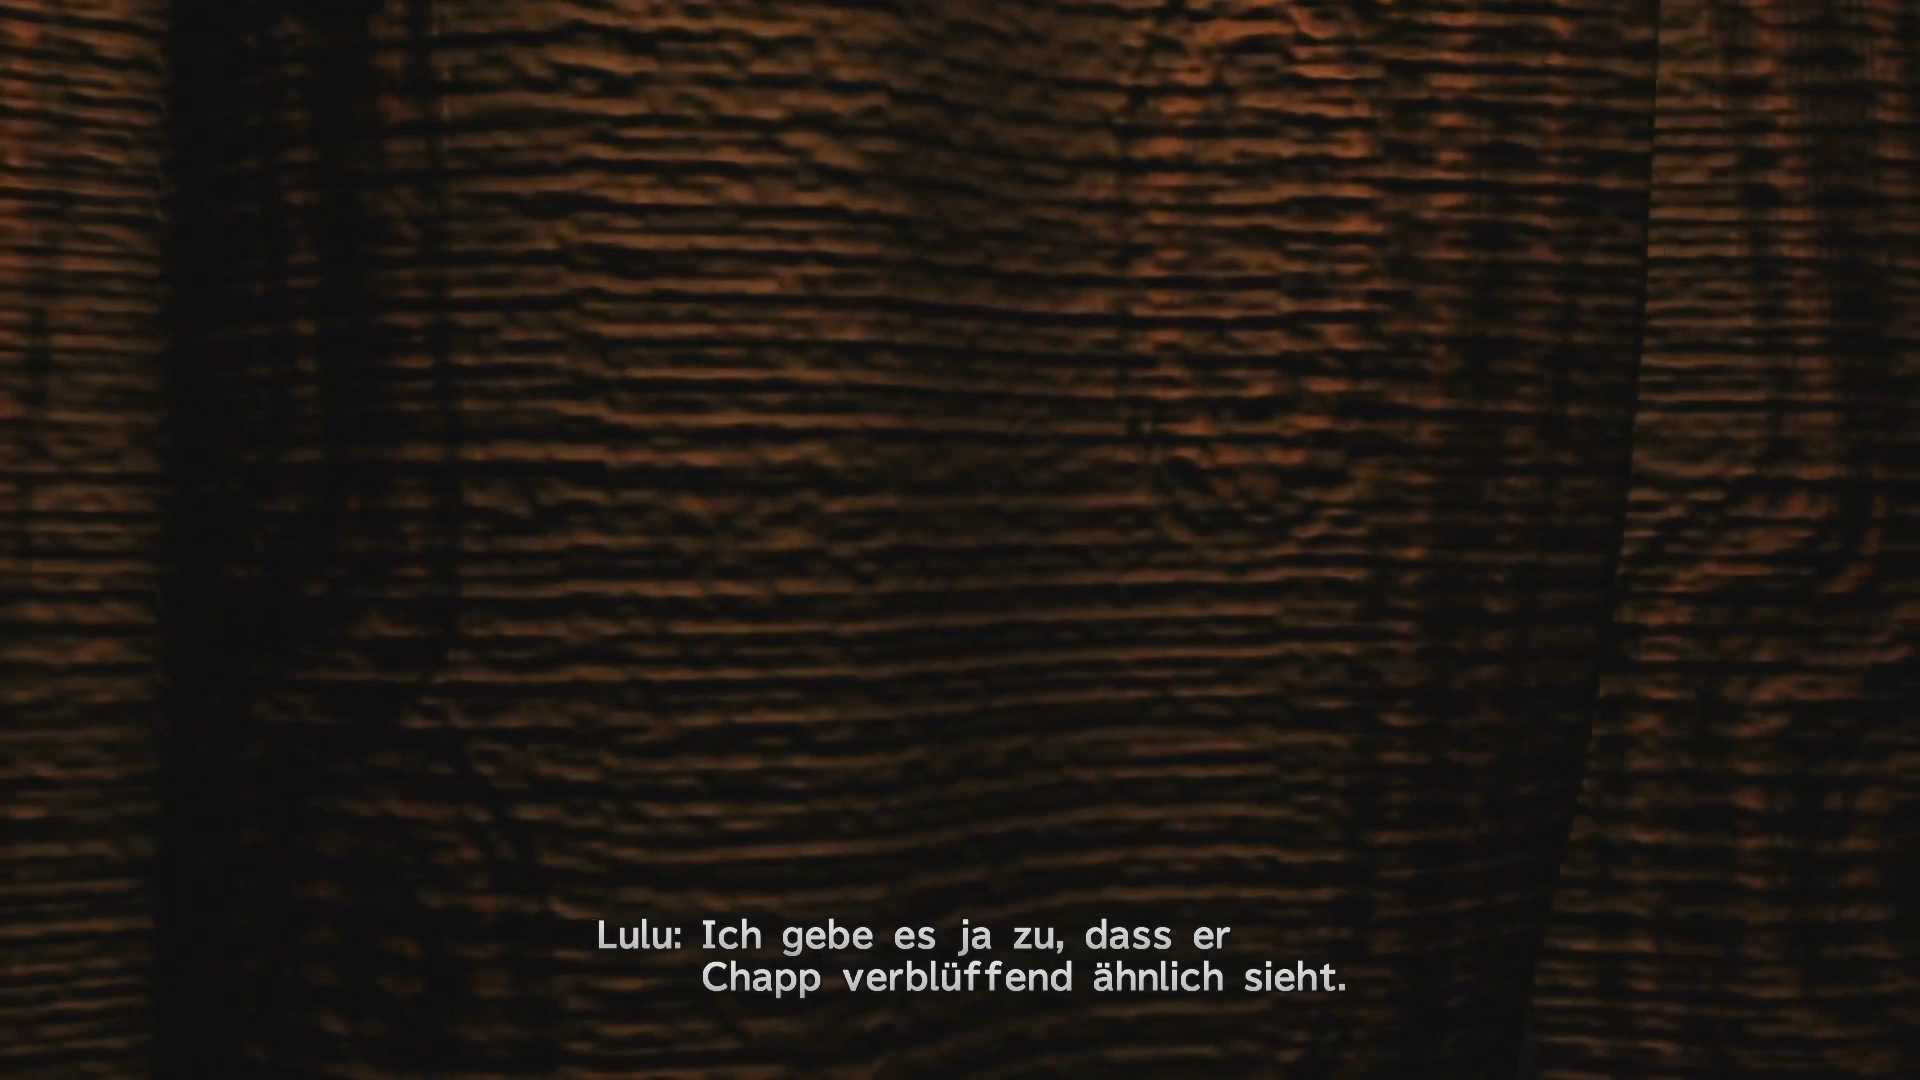 Lulu: Ich gebe es ja zu, dass er
Chapp verblüffend ähnlich sieht.